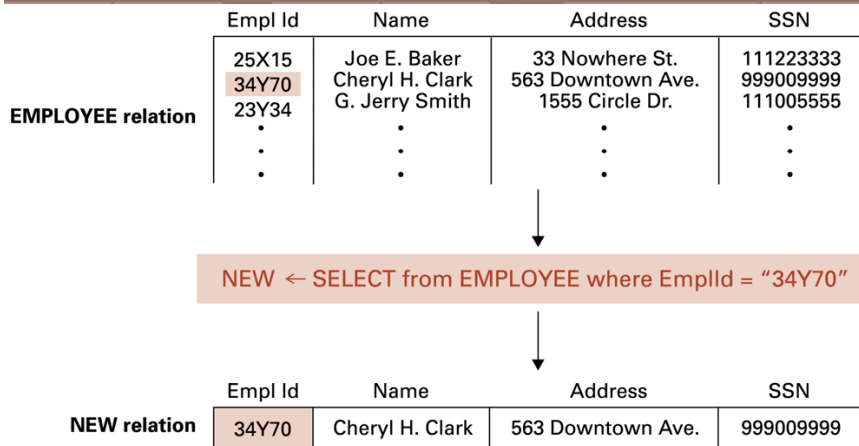 Empl Id Name Address SSN
25X15 Joe E. Baker 33 Nowhere St. 111223333
34Y70 Cheryl H. Clark 563 Downtown Ave. 999009999
23Y34 G. Jerry Smith 1555 Circle Dr. 111005555
EMPLOYEE relation
NEW ← SELECT from EMPLOYEE where EmplId = “34Y70”
Empl Id Name Address SSN
NEW relation 34Y70 Cheryl H. Clark 563 Downtown Ave. 999009999